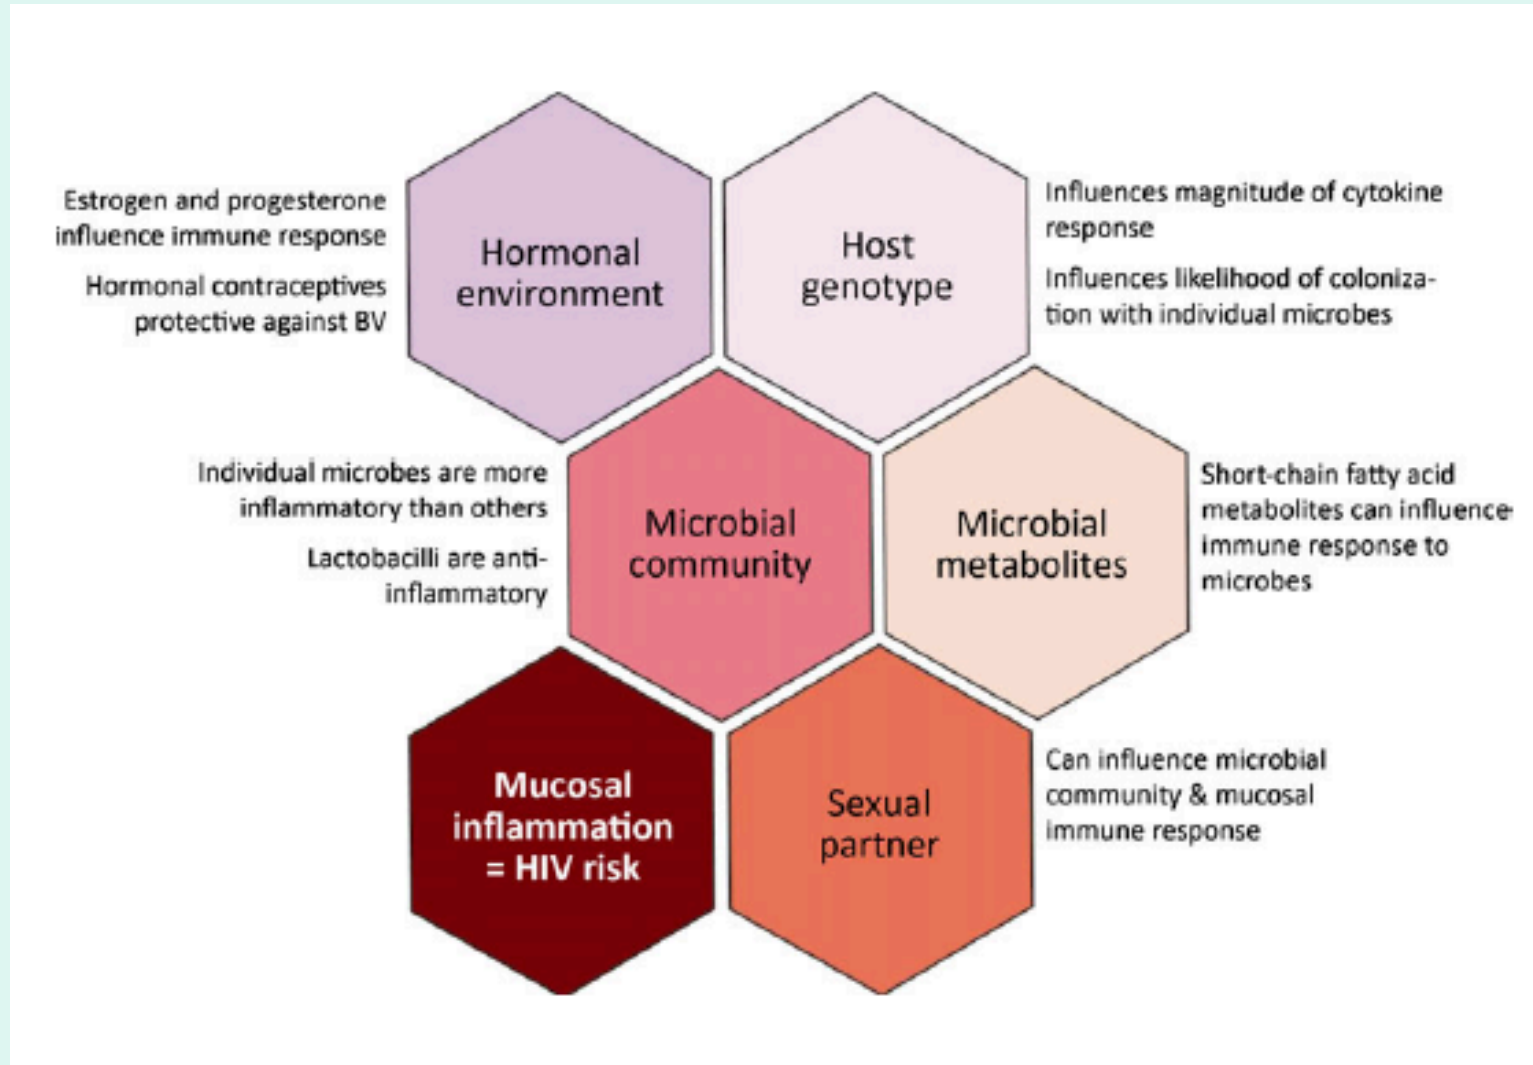 Estrogen and progesterone
influence immune response
Hormonal contraceptives
protective against BV
Hormonal
environment
Host
genotype
Influences magnitude of cytokine
response
Influences likelihood of coloniza-
tion with individual microbes
Individual microbes are more
inflammatory than others
Lactobacilli are anti-
inflammatory
Microbial
community
Microbial
metabolites
Short-chain fatty acid
metabolites can influence
immune response to
microbes
Mucosal
inflammation
= HIV risk
Sexual
partner
Can influence microbial
community & mucosal
immune response